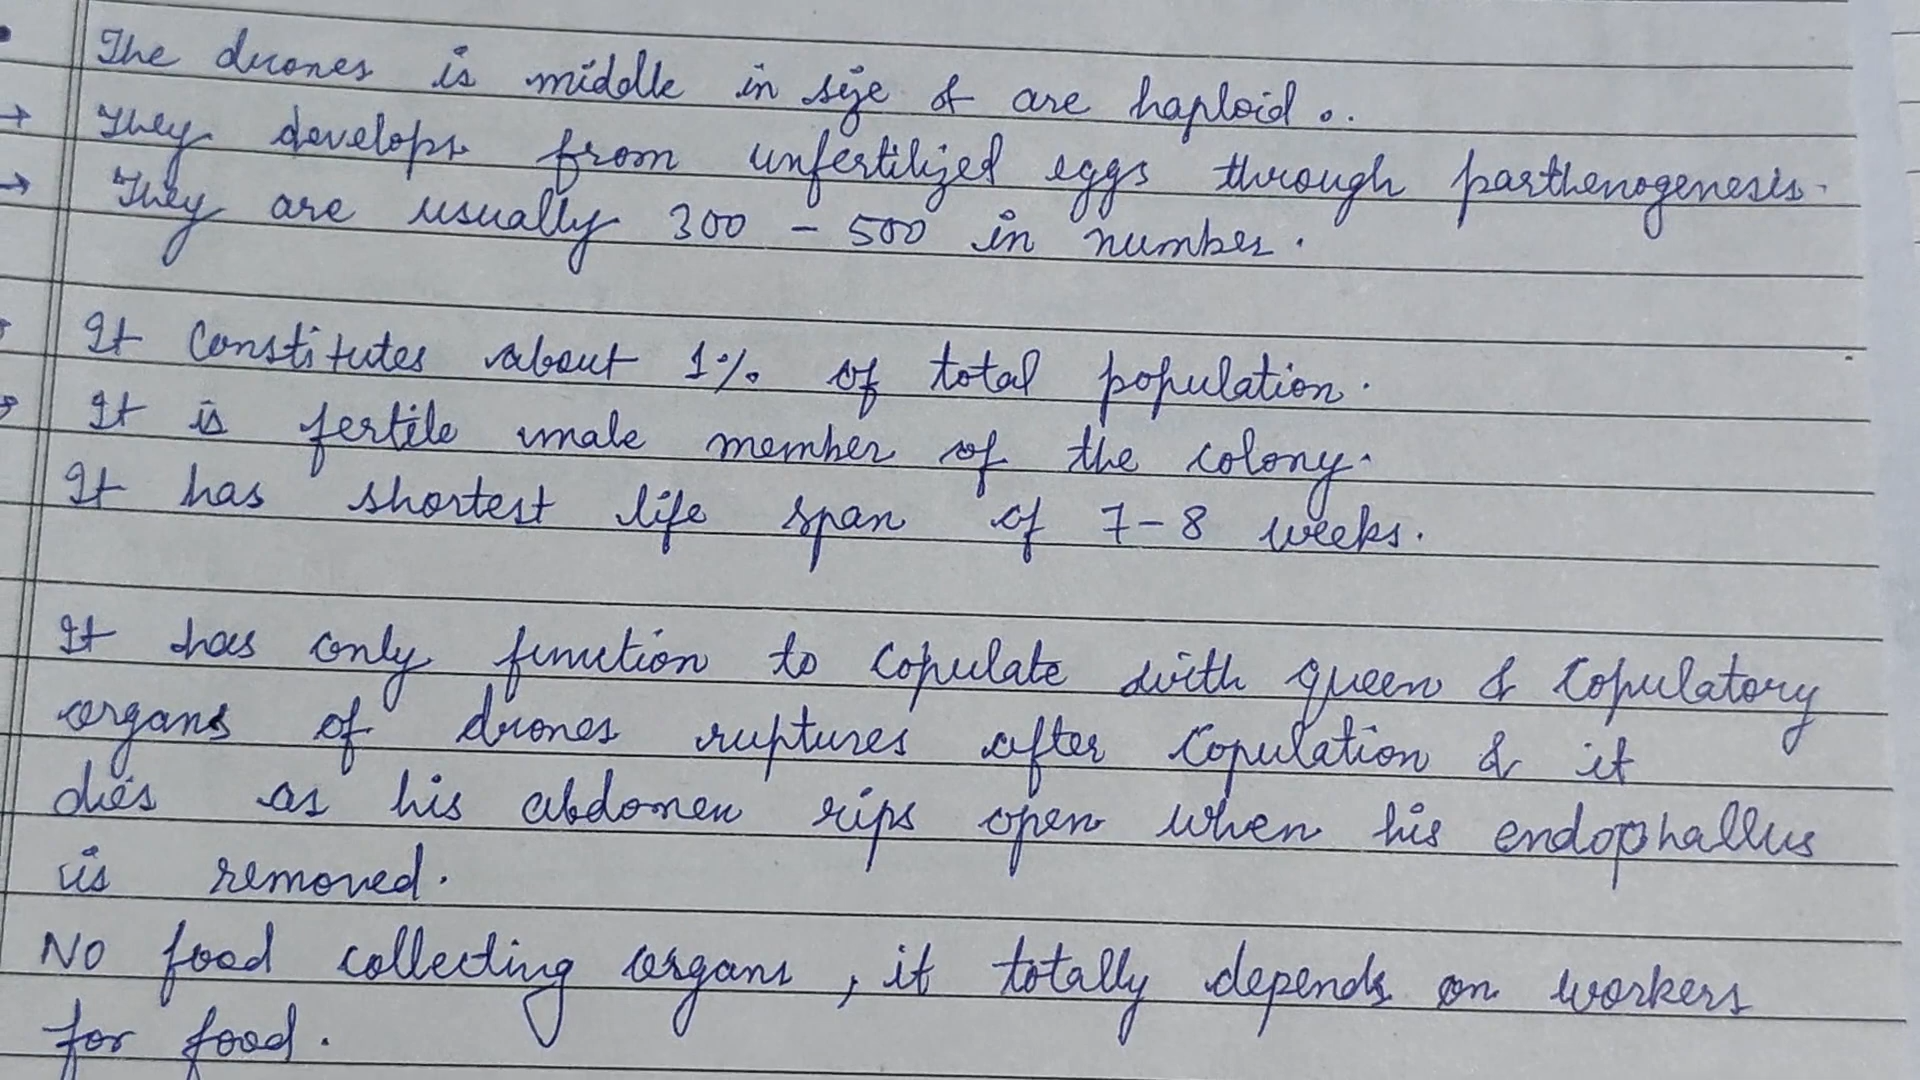 • The drones is middle in size & are haploid..
→ They develops from unfertilized eggs through parthenogenesis.
→ They are usually 300 - 500 in number.
It constitutes about 1% of total population.
It is fertile male member of the colony.
It has shortest life span of 7-8 weeks.
It has only function to copulate with queen & copulatory
organs of drones ruptures after copulation & it
dies as his abdomen rips open when his endophallus
is removed.
No food collecting organs, it totally depends on workers
for food.